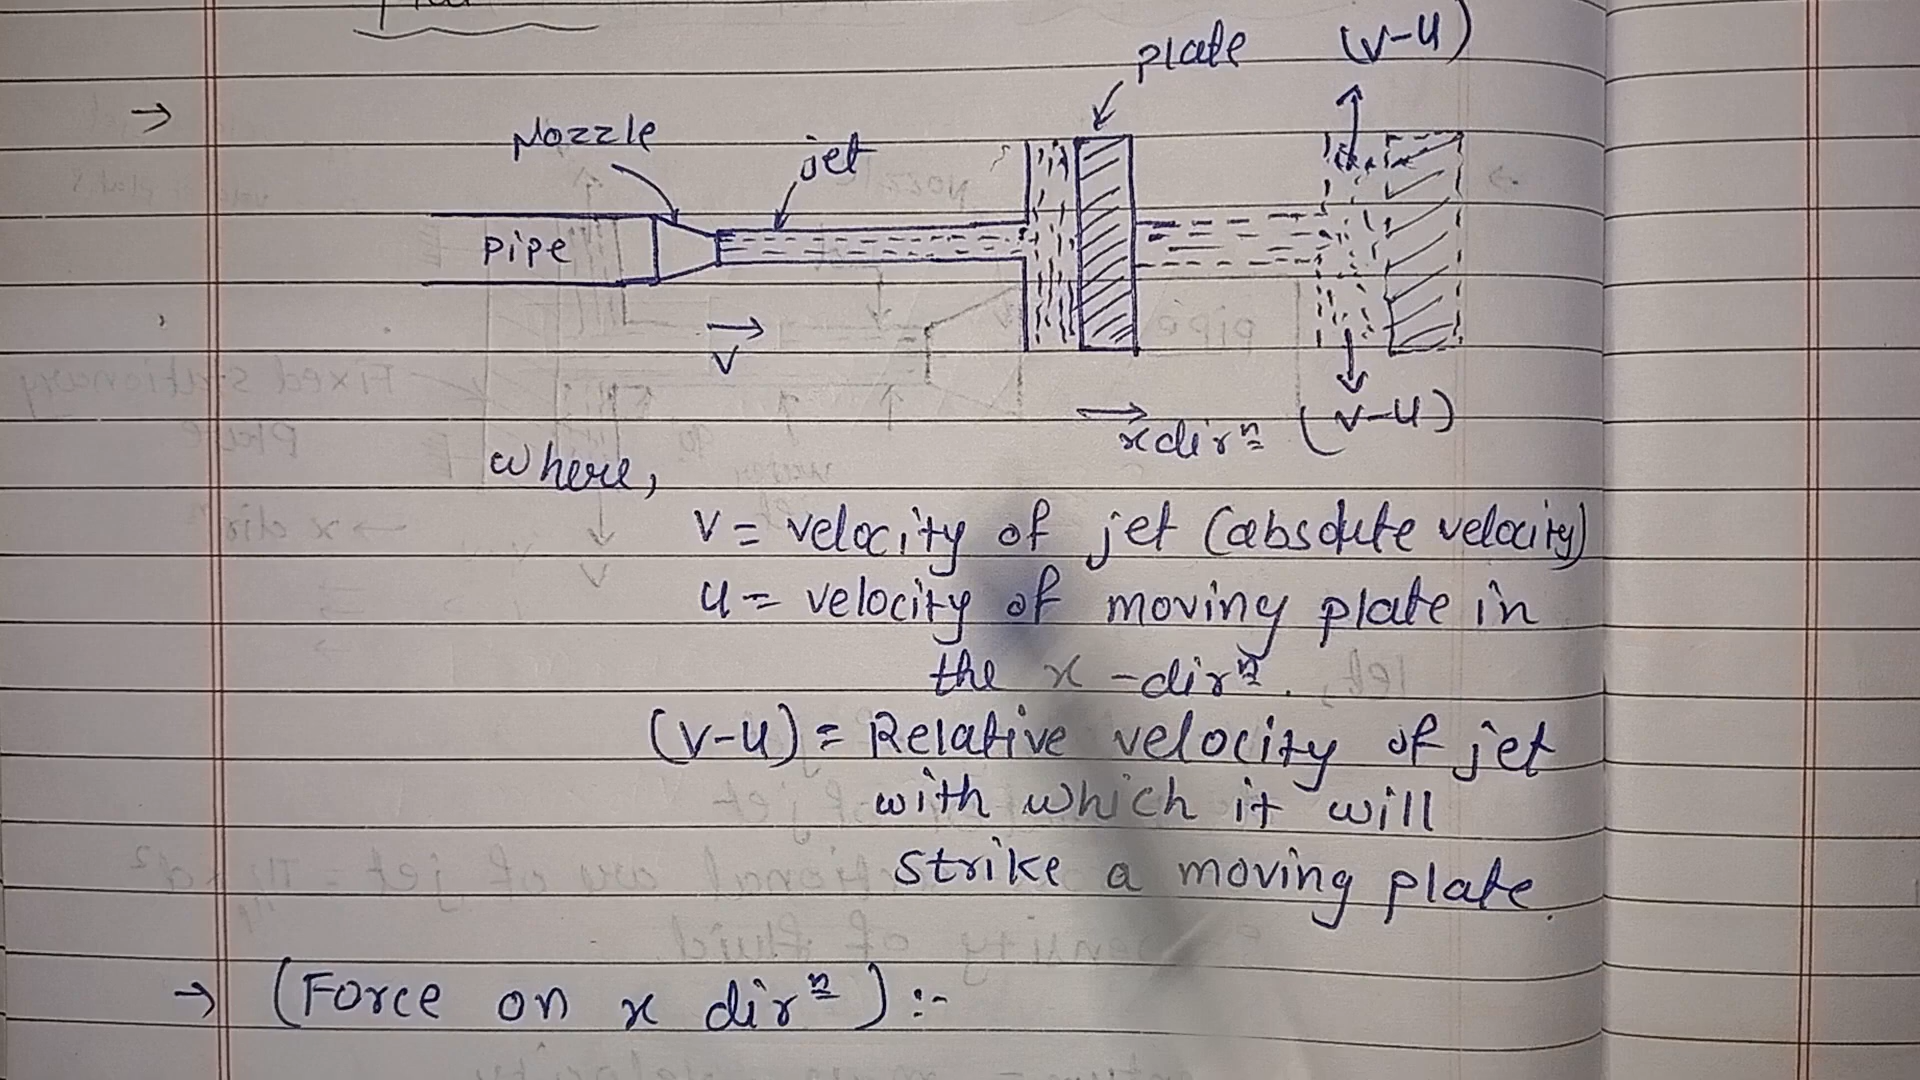 plate (v-u)
→
Nozzle
jet
pipe
v
x dirⁿ (v-u)
where,
v = velocity of jet (absolute velocity)
u = velocity of moving plate in
the x-dirⁿ.
(v-u) = Relative velocity of jet
with which it will
strike a moving plate.
→ (Force on x dirⁿ) :-